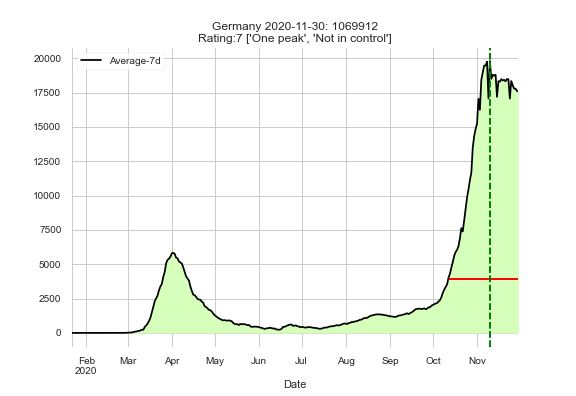 Germany 2020-11-30: 1069912
Rating:7 ['One peak', 'Not in control']
Average-7d
20000
17500
15000
12500
10000
7500
5000
2500
0
Feb Mar Apr May Jun Jul Aug Sep Oct Nov
2020
Date